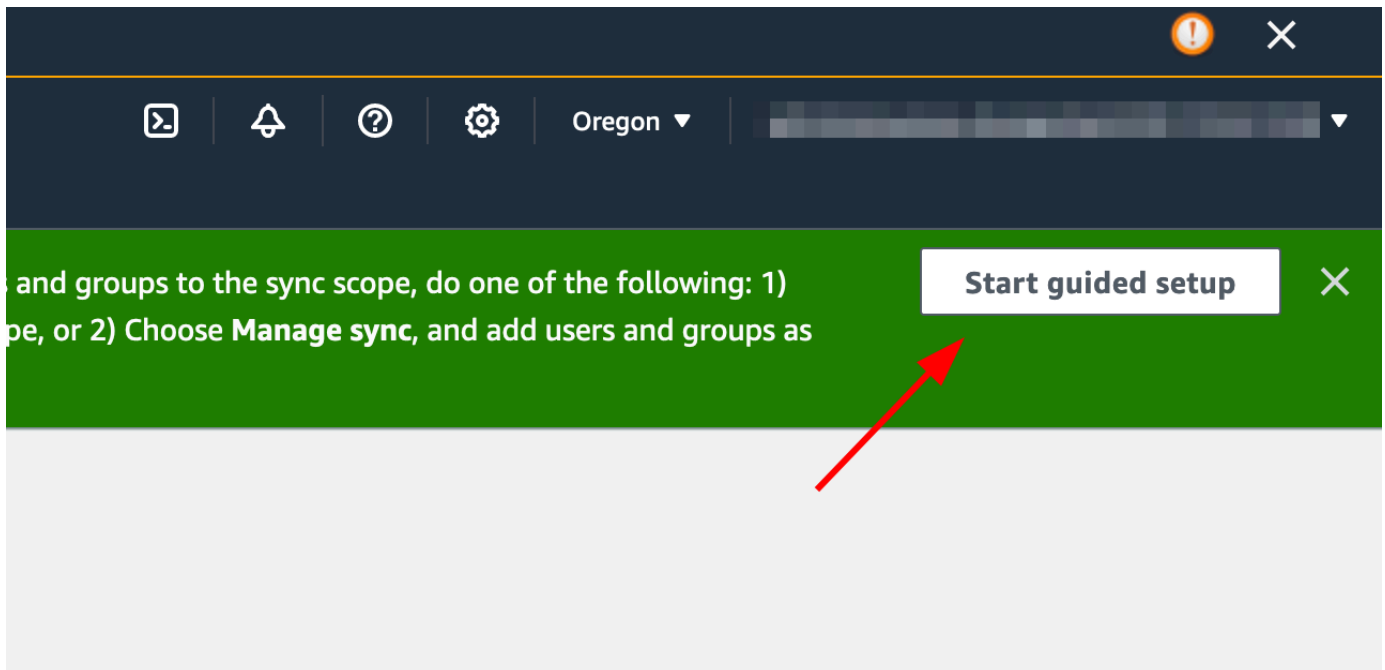 Oregon
Start guided setup
and groups to the sync scope, do one of the following: 1)
or 2) Choose Manage sync, and add users and groups as